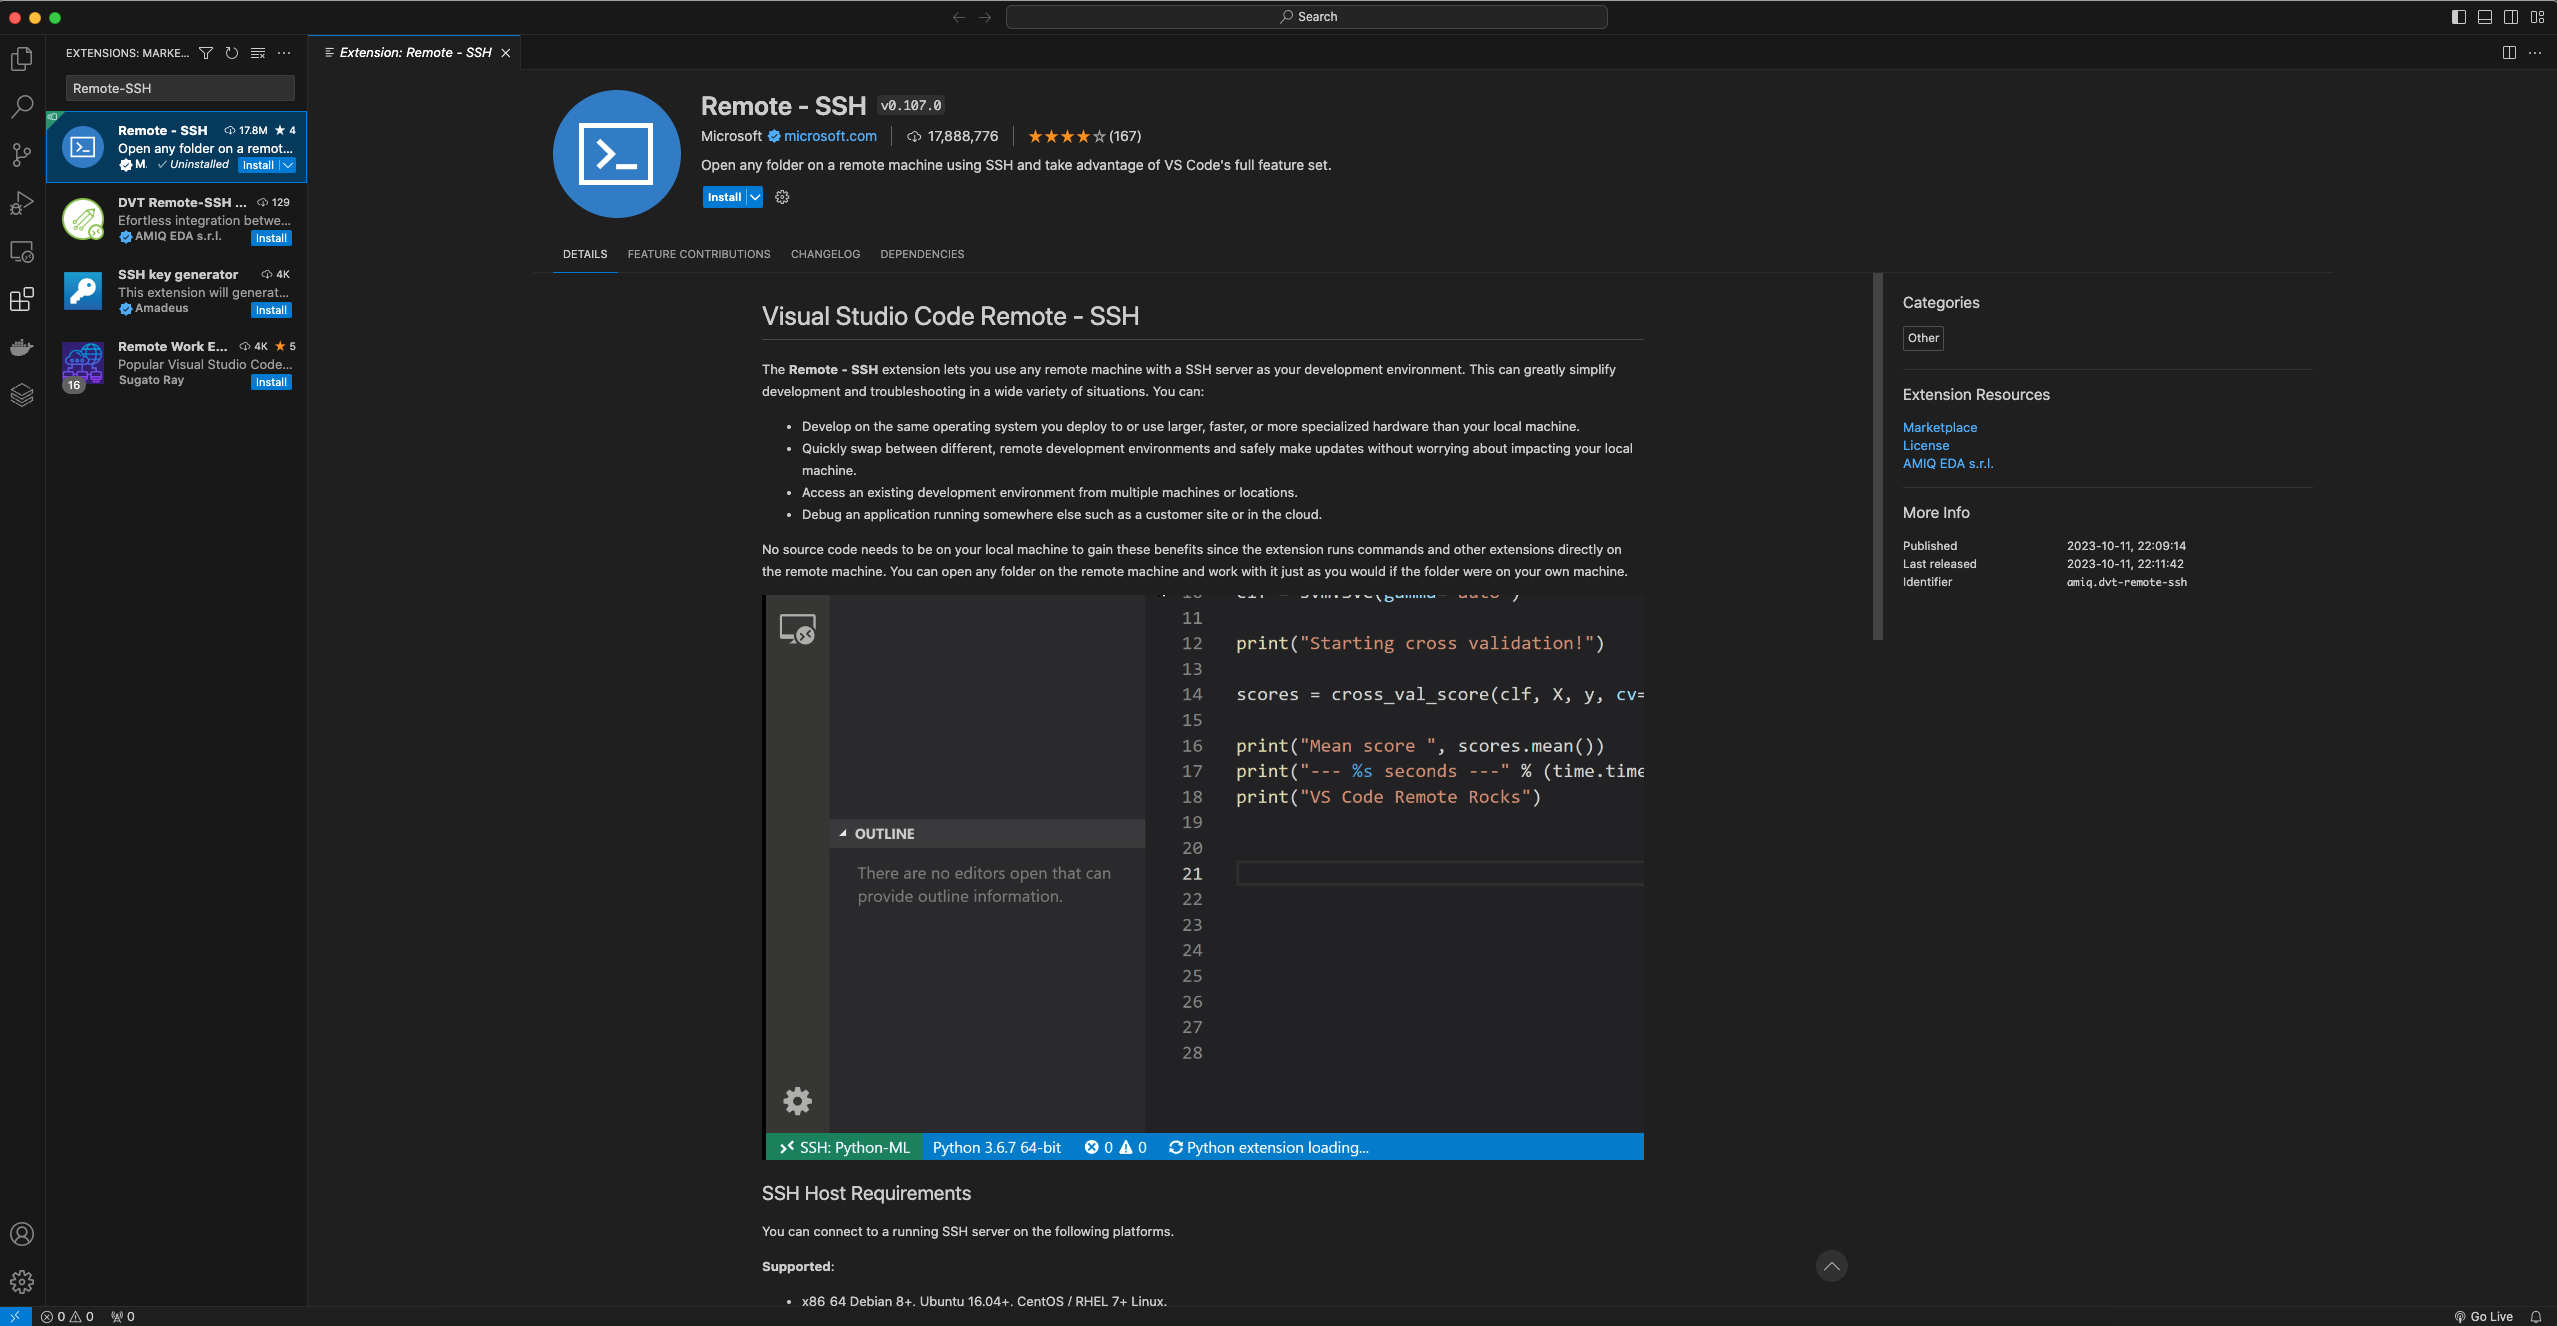 Search
EXTENSIONS: MARKE...
Remote-SSH
Remote - SSH 17.8M 4
Open any folder on a remot...
M. Uninstalled Install
DVT Remote-SSH ... 129
Efortless integration betwe...
AMIQ EDA s.r.l. Install
SSH key generator 4K
This extension will generat...
Amadeus Install
Remote Work E... 4K 5
Popular Visual Studio Code...
16 Sugato Ray Install
Extension: Remote - SSH
Remote - SSH v0.107.0
Microsoft microsoft.com 17,888,776 (167)
Open any folder on a remote machine using SSH and take advantage of VS Code's full feature set.
Install
DETAILS FEATURE CONTRIBUTIONS CHANGELOG DEPENDENCIES
Visual Studio Code Remote - SSH
The Remote - SSH extension lets you use any remote machine with a SSH server as your development environment. This can greatly simplify
development and troubleshooting in a wide variety of situations. You can:
• Develop on the same operating system you deploy to or use larger, faster, or more specialized hardware than your local machine.
• Quickly swap between different, remote development environments and safely make updates without worrying about impacting your local
machine.
• Access an existing development environment from multiple machines or locations.
• Debug an application running somewhere else such as a customer site or in the cloud.
No source code needs to be on your local machine to gain these benefits since the extension runs commands and other extensions directly on
the remote machine. You can open any folder on the remote machine and work with it just as you would if the folder were on your own machine.
10 clf = svm.SVC(gamma='auto')
11
12 print("Starting cross validation!")
13
14 scores = cross_val_score(clf, X, y, cv=
15
16 print("Mean score ", scores.mean())
17 print("--- %s seconds ---" % (time.time
18 print("VS Code Remote Rocks")
19
20
21
22
23
24
25
26
27
28
OUTLINE
There are no editors open that can
provide outline information.
SSH: Python-ML Python 3.6.7 64-bit 0 0 Python extension loading...
SSH Host Requirements
You can connect to a running SSH server on the following platforms.
Supported:
• x86_64 Debian 8+, Ubuntu 16.04+, CentOS / RHEL 7+ Linux.
Categories
Other
Extension Resources
Marketplace
License
AMIQ EDA s.r.l.
More Info
Published 2023-10-11, 22:09:14
Last released 2023-10-11, 22:11:42
Identifier amiq.dvt-remote-ssh
0 0 0
Go Live